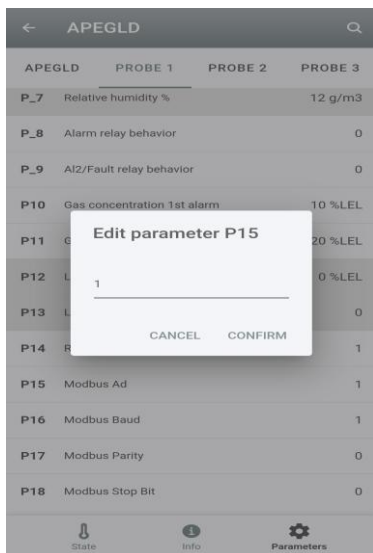 APEGLD
APEGLD PROBE 1 PROBE 2 PROBE 3
P_7 Relative humidity % 12 g/m3
P_8 Alarm relay behavior 0
P_9 Al2/Fault relay behavior 0
P10 Gas concentration 1st alarm 10 %LEL
P11 G 20 %LEL
Edit parameter P15
P12 L 0 %LEL
1
P13 L 0
CANCEL CONFIRM
P14 R 1
P15 Modbus Ad 1
P16 Modbus Baud 1
P17 Modbus Parity 0
P18 Modbus Stop Bit 0
State Info Parameters